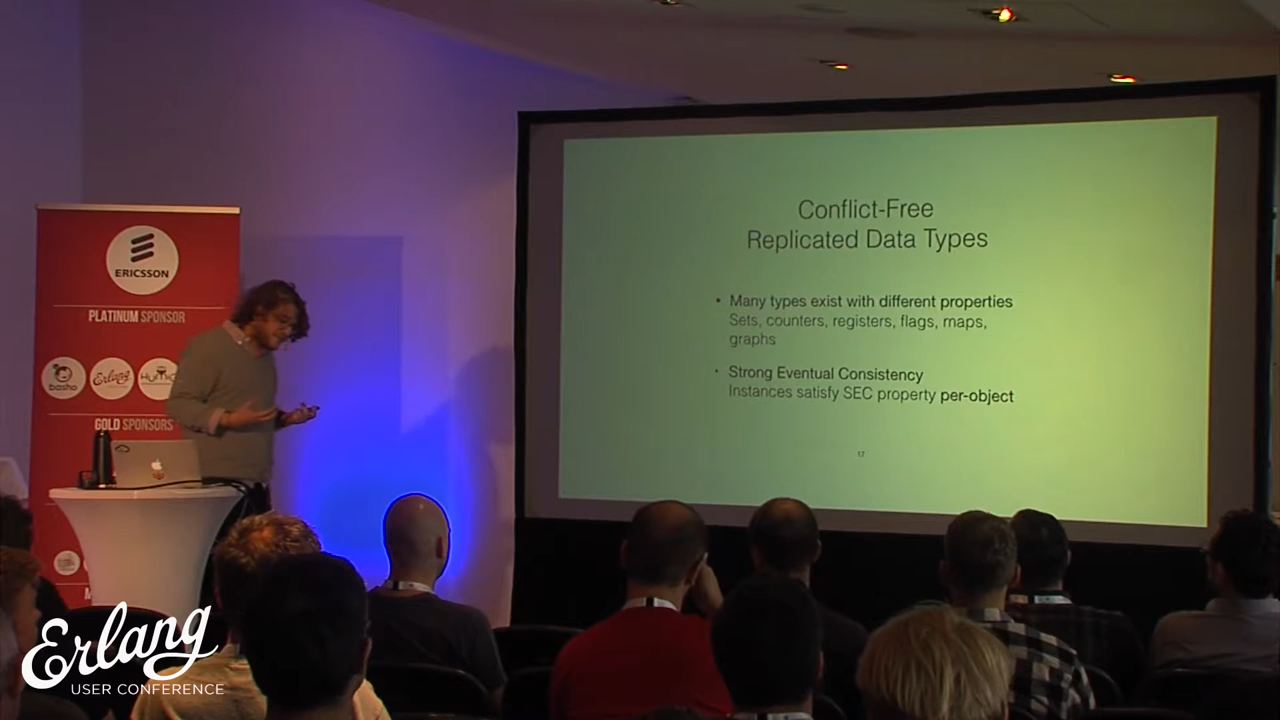 ERICSSON
PLATINUM SPONSOR
basho
Erlang
GOLD SPONSORS
Conflict-Free
Replicated Data Types
• Many types exist with different properties
Sets, counters, registers, flags, maps,
graphs
• Strong Eventual Consistency
Instances satisfy SEC property per-object
17
Erlang
USER CONFERENCE